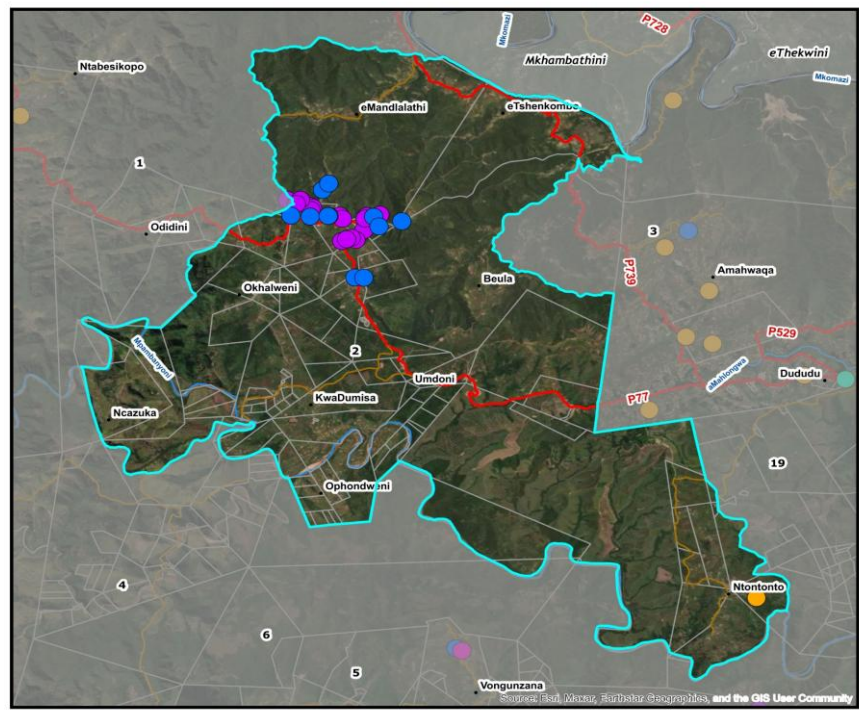 P728
Mkomazi
Ntabesikopo
Mkhambathini
eThekwini
Mkomazi
eMandlalathi
eTshenkombo
1
Odidini
3
Amahwaqa
P739
Okhalweni
Beula
P529
Mpambanyoni
2
eMahlongwa
Dududu
Umdoni
KwaDumisa
P77
Ncazuka
19
Ophondweni
4
Ntontonto
6
5
Vongunzana
Source: Esri, Maxar, Earthstar Geographics, and the GIS User Community